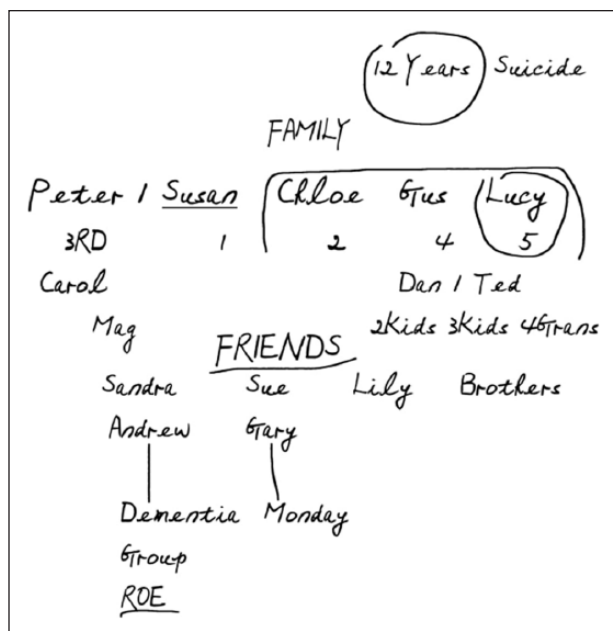 12 Years Suicide
FAMILY
Peter / Susan Chloe Gus Lucy
3RD 1 2 4 5
Carol Dan / Ted
Mag 2Kids 3Kids 4Gtrans
FRIENDS
Sandra Sue Lily Brothers
Andrew Gary
Dementia Monday
Group
ROE